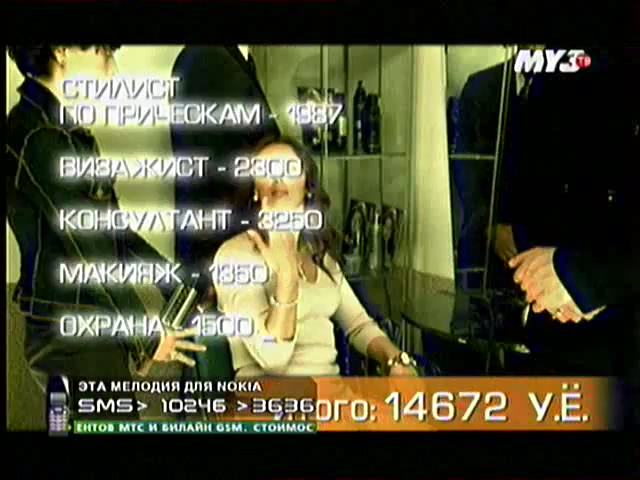 МУЗ ТВ
СТИЛИСТ
ПО ПРИЧЕСКАМ - 1987
ВИЗАЖИСТ - 2300
КОНСУЛТАНТ - 3250
МАКИЯЖ - 1350
ОХРАНА - 1500
ЭТА МЕЛОДИЯ ДЛЯ NOKIA
SMS> 10246 >3636
ОГО: 14672 У.Ё.
ЕНТОВ МТС И БИЛАЙН GSM. СТОИМОС